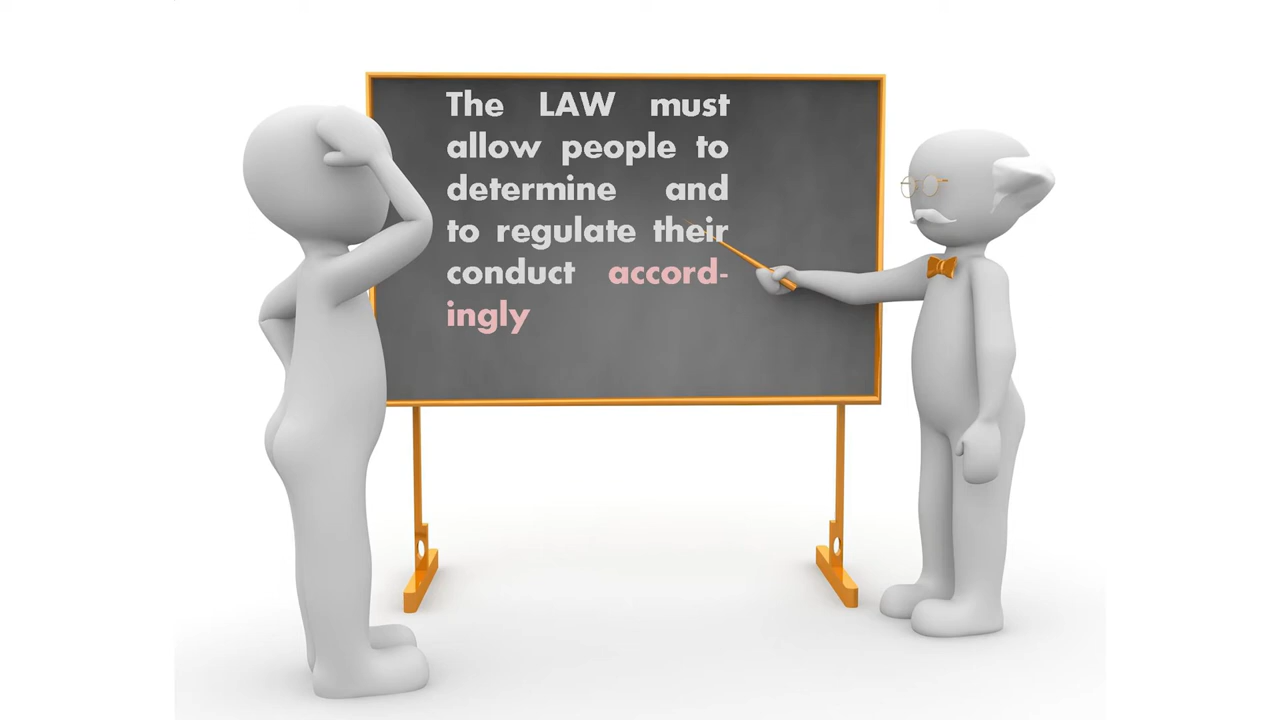 The LAW must
allow people to
determine and
to regulate their
conduct accord-
ingly